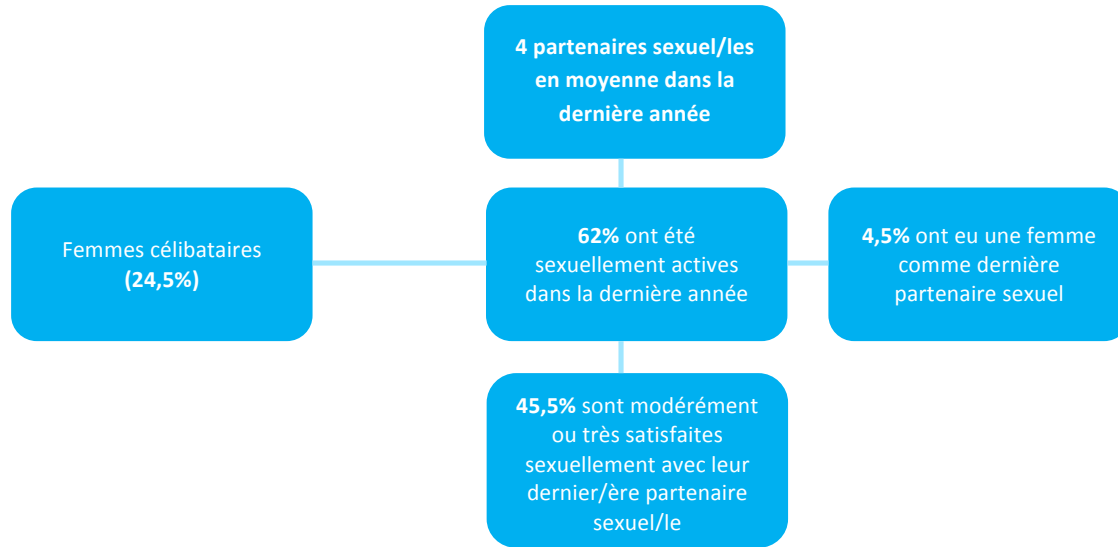 4 partenaires sexuel/les
en moyenne dans la
dernière année
Femmes célibataires
(24,5%)
62% ont été
sexuellement actives
dans la dernière année
4,5% ont eu une femme
comme dernière
partenaire sexuel
45,5% sont modérément
ou très satisfaites
sexuellement avec leur
dernier/ère partenaire
sexuel/le